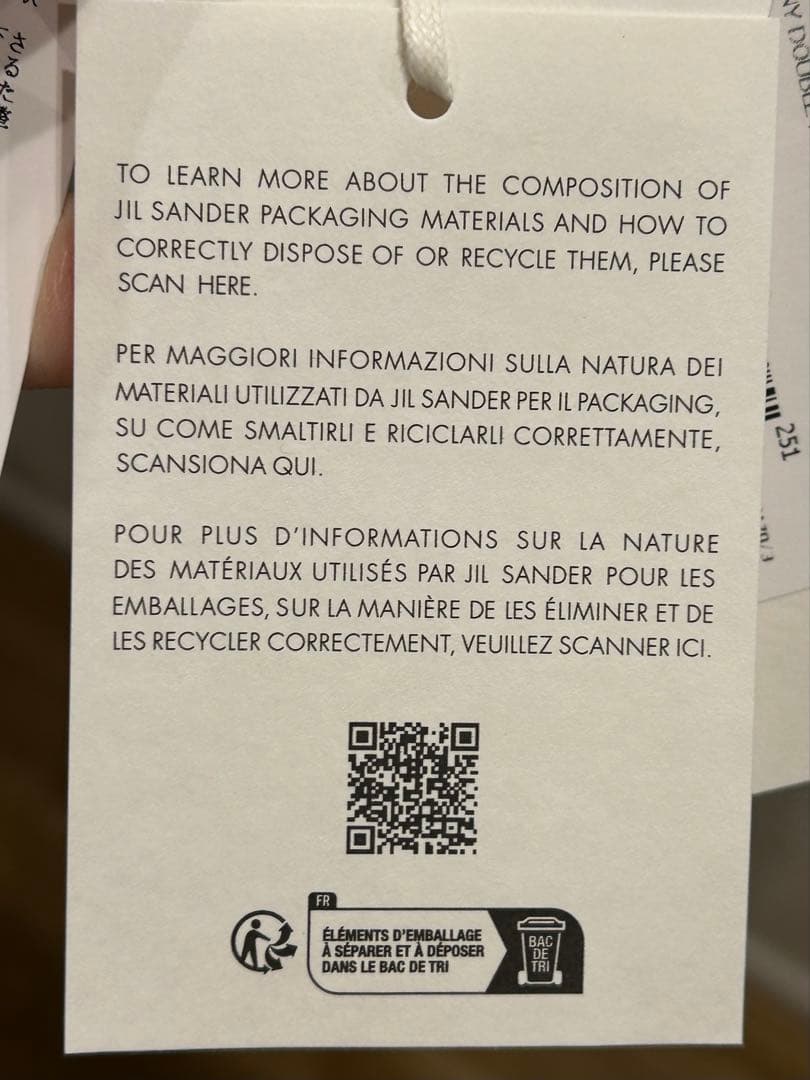 TO LEARN MORE ABOUT THE COMPOSITION OF
JIL SANDER PACKAGING MATERIALS AND HOW TO
CORRECTLY DISPOSE OF OR RECYCLE THEM, PLEASE
SCAN HERE.
PER MAGGIORI INFORMAZIONI SULLA NATURA DEI
MATERIALI UTILIZZATI DA JIL SANDER PER IL PACKAGING,
SU COME SMALTIRLI E RICICLARLI CORRETTAMENTE,
SCANSIONA QUI.
POUR PLUS D'INFORMATIONS SUR LA NATURE
DES MATÉRIAUX UTILISÉS PAR JIL SANDER POUR LES
EMBALLAGES, SUR LA MANIÈRE DE LES ÉLIMINER ET DE
LES RECYCLER CORRECTEMENT, VEUILLEZ SCANNER ICI.
FR
ÉLÉMENTS D'EMBALLAGE
À SÉPARER ET À DÉPOSER
DANS LE BAC DE TRI
BAC
DE
TRI
DOUBLE
251